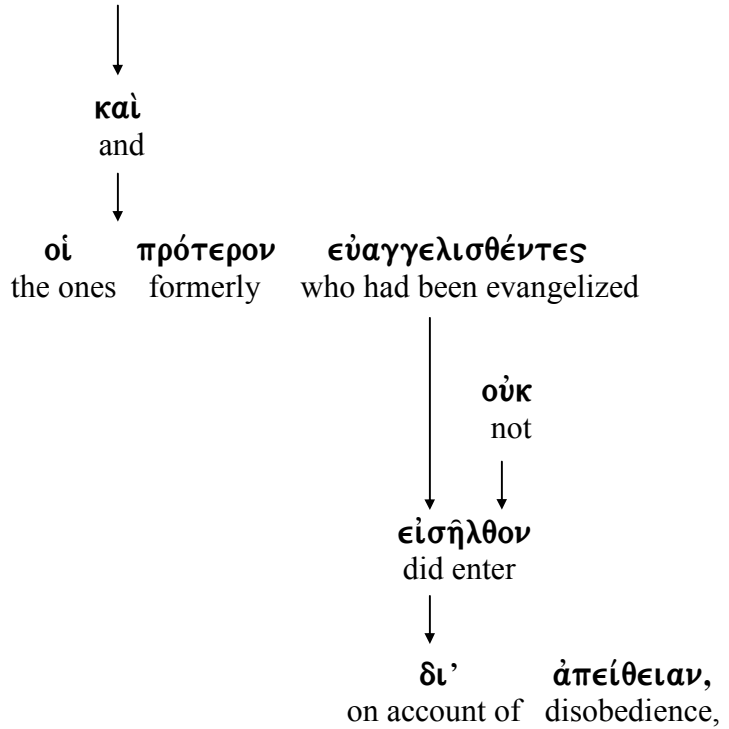 καὶ
and
οἱ πρότερον εὐαγγελισθέντες
the ones formerly who had been evangelized
οὐκ
not
εἰσῆλθον
did enter
δι’ ἀπείθειαν,
on account of disobedience,